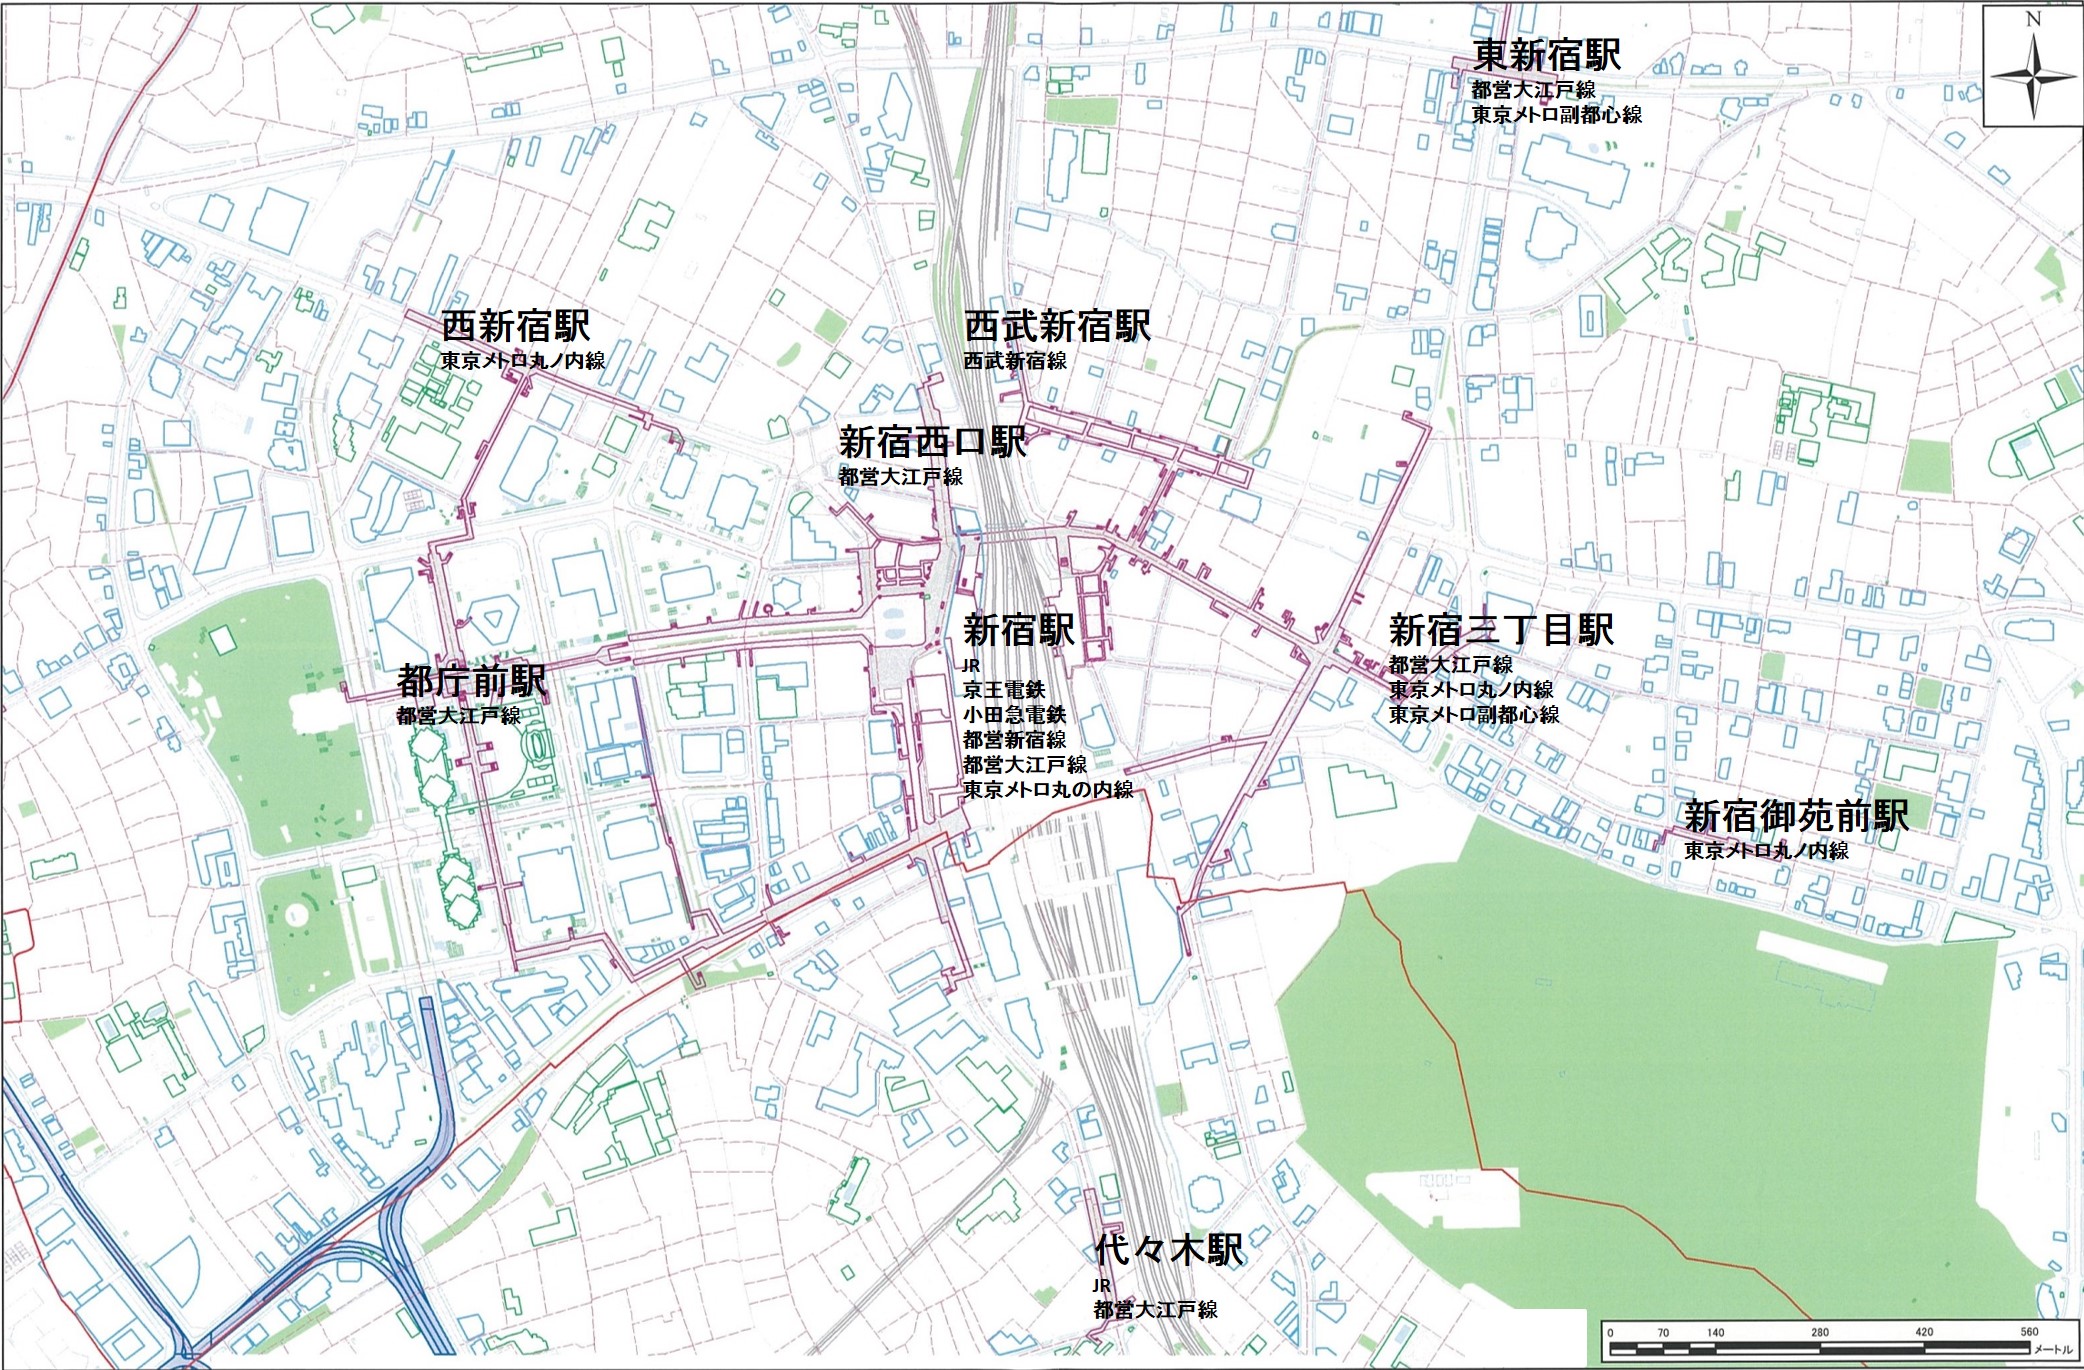 N
東新宿駅
都営大江戸線
東京メトロ副都心線
西新宿駅
東京メトロ丸ノ内線
西武新宿駅
西武新宿線
新宿西口駅
都営大江戸線
新宿駅
JR
京王電鉄
小田急電鉄
都営新宿線
都営大江戸線
東京メトロ丸の内線
新宿三丁目駅
都営大江戸線
東京メトロ丸ノ内線
東京メトロ副都心線
都庁前駅
都営大江戸線
新宿御苑前駅
東京メトロ丸ノ内線
代々木駅
JR
都営大江戸線
0 70 140 280 420 560
メートル